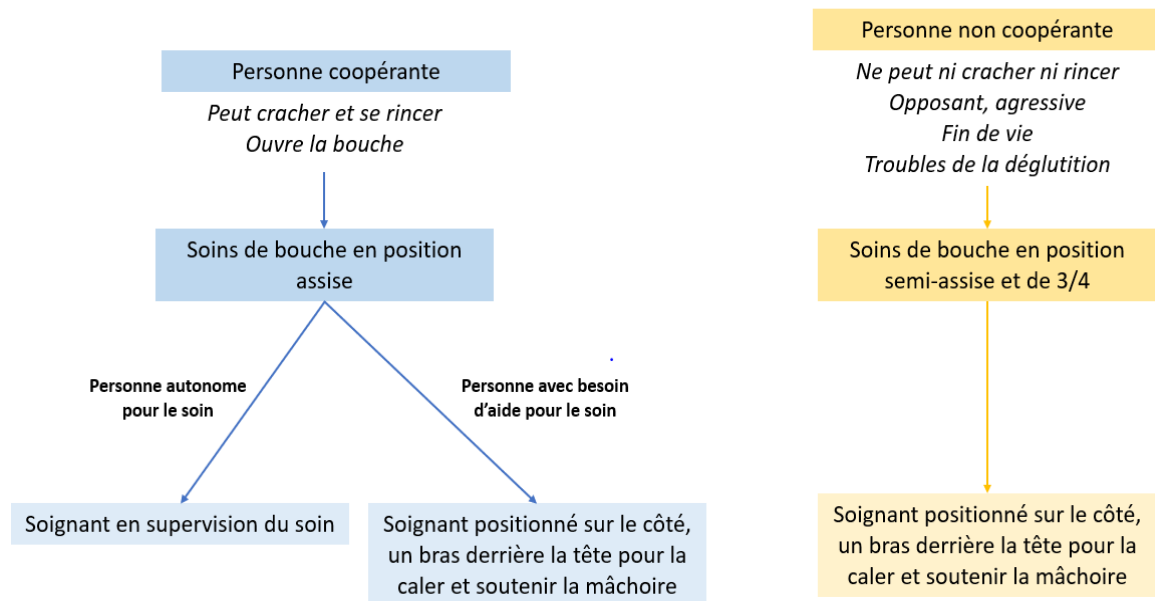 Personne coopérante
Peut cracher et se rincer
Ouvre la bouche
Soins de bouche en position
assise
Personne autonome
pour le soin
Personne avec besoin
d'aide pour le soin
Soignant en supervision du soin
Soignant positionné sur le côté,
un bras derrière la tête pour la
caler et soutenir la mâchoire
Personne non coopérante
Ne peut ni cracher ni rincer
Opposant, agressive
Fin de vie
Troubles de la déglutition
Soins de bouche en position
semi-assise et de 3/4
Soignant positionné sur le côté,
un bras derrière la tête pour la
caler et soutenir la mâchoire